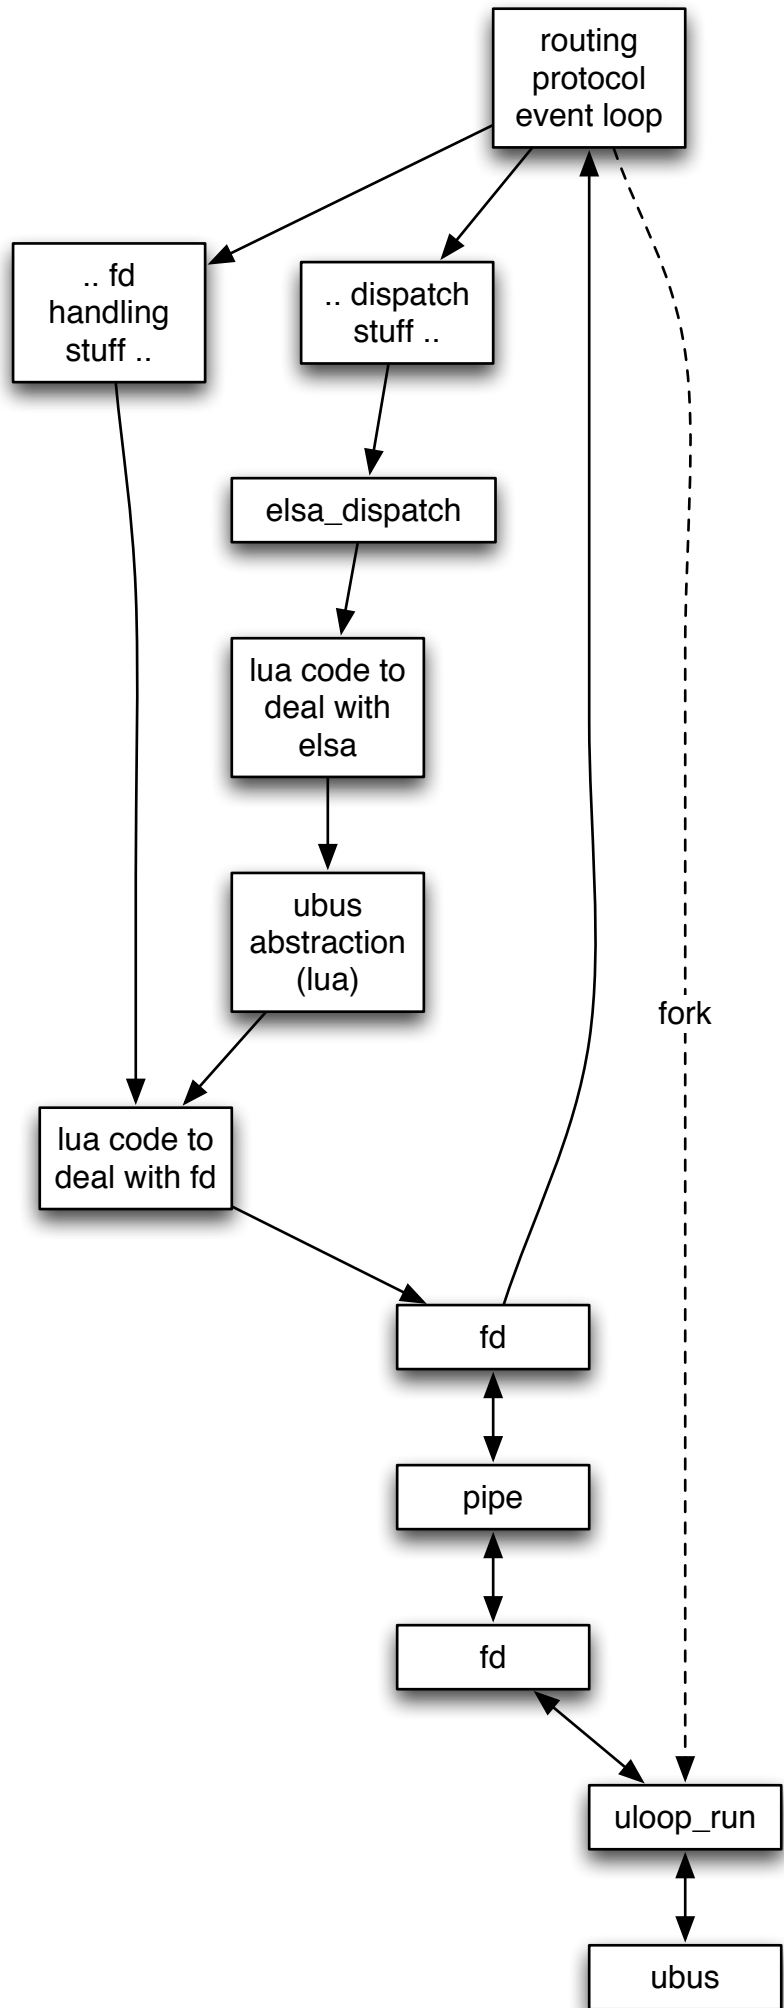 routing
protocol
event loop
.. fd
handling
stuff ..
.. dispatch
stuff ..
elsa_dispatch
lua code to
deal with
elsa
ubus
abstraction
(lua)
fork
lua code to
deal with fd
fd
pipe
fd
uloop_run
ubus